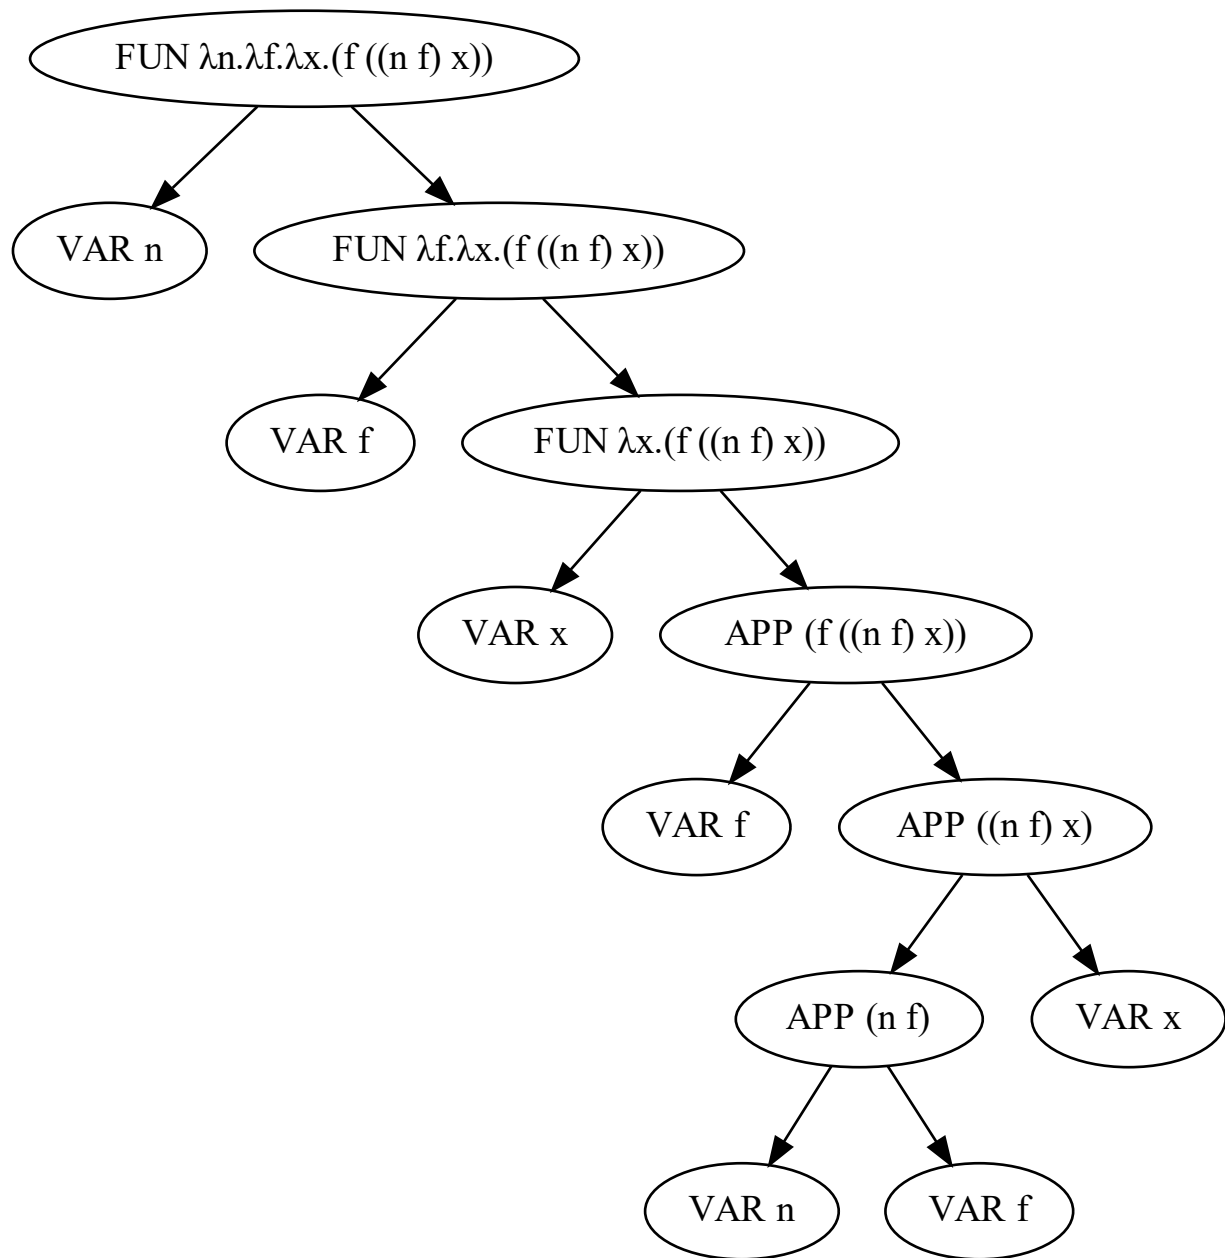 FUN λn.λf.λx.(f ((n f) x))
VAR n
FUN λf.λx.(f ((n f) x))
VAR f
FUN λx.(f ((n f) x))
VAR x
APP (f ((n f) x))
VAR f
APP ((n f) x)
APP (n f)
VAR x
VAR n
VAR f